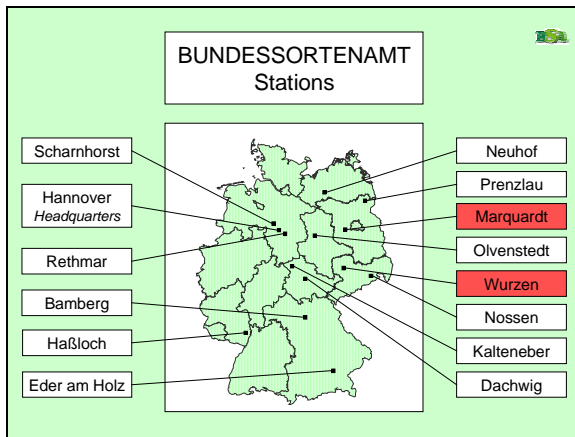 BUNDESSORTENAMT
Stations
Scharnhorst
Hannover
Headquarters
Rethmar
Bamberg
Haßloch
Eder am Holz
Neuhof
Prenzlau
Marquardt
Olvenstedt
Wurzen
Nossen
Kalteneber
Dachwig